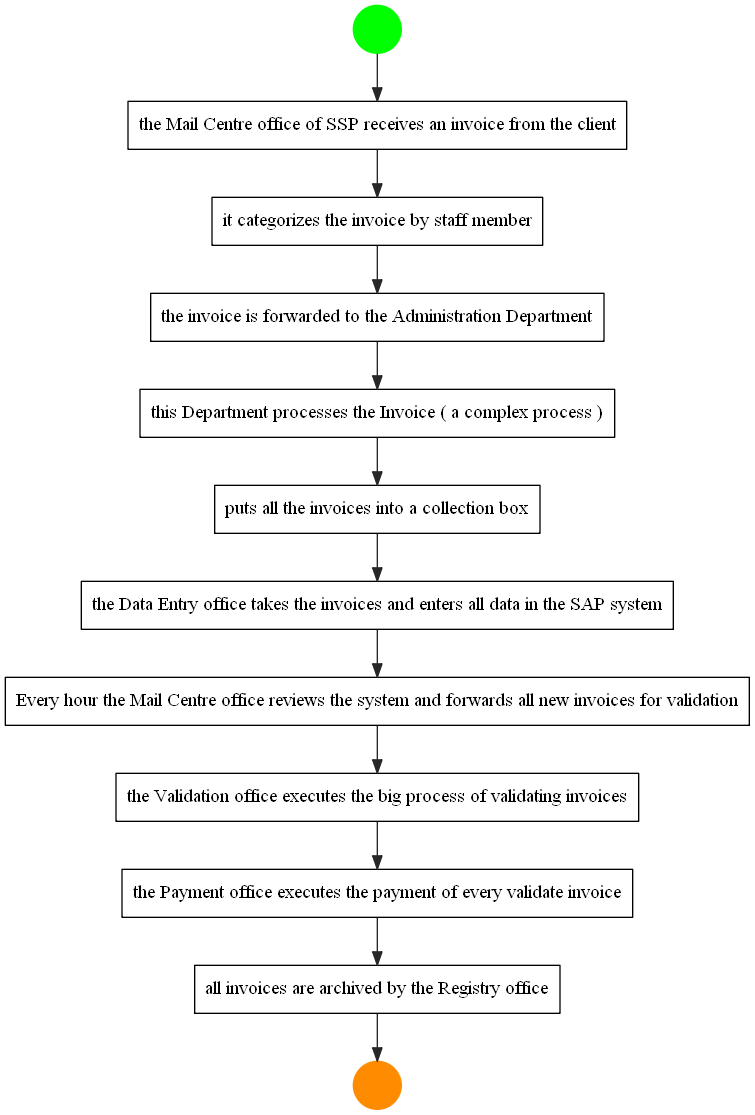 the Mail Centre office of SSP receives an invoice from the client
it categorizes the invoice by staff member
the invoice is forwarded to the Administration Department
this Department processes the Invoice ( a complex process )
puts all the invoices into a collection box
the Data Entry office takes the invoices and enters all data in the SAP system
Every hour the Mail Centre office reviews the system and forwards all new invoices for validation
the Validation office executes the big process of validating invoices
the Payment office executes the payment of every validate invoice
all invoices are archived by the Registry office